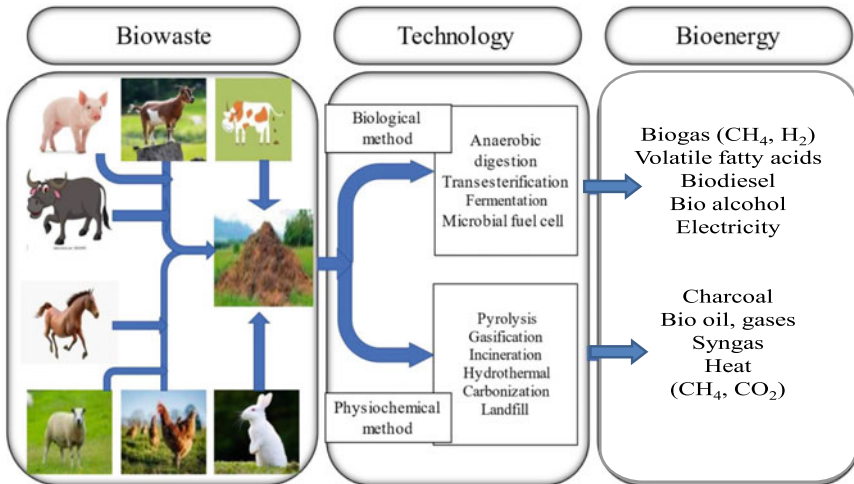 Biowaste
Technology
Bioenergy
Biological
method
Anaerobic
digestion
Transesterification
Fermentation
Microbial fuel cell
Pyrolysis
Gasification
Incineration
Hydrothermal
Carbonization
Landfill
Physiochemical
method
Biogas (CH₄, H₂)
Volatile fatty acids
Biodiesel
Bio alcohol
Electricity
Charcoal
Bio oil, gases
Syngas
Heat
(CH₄, CO₂)